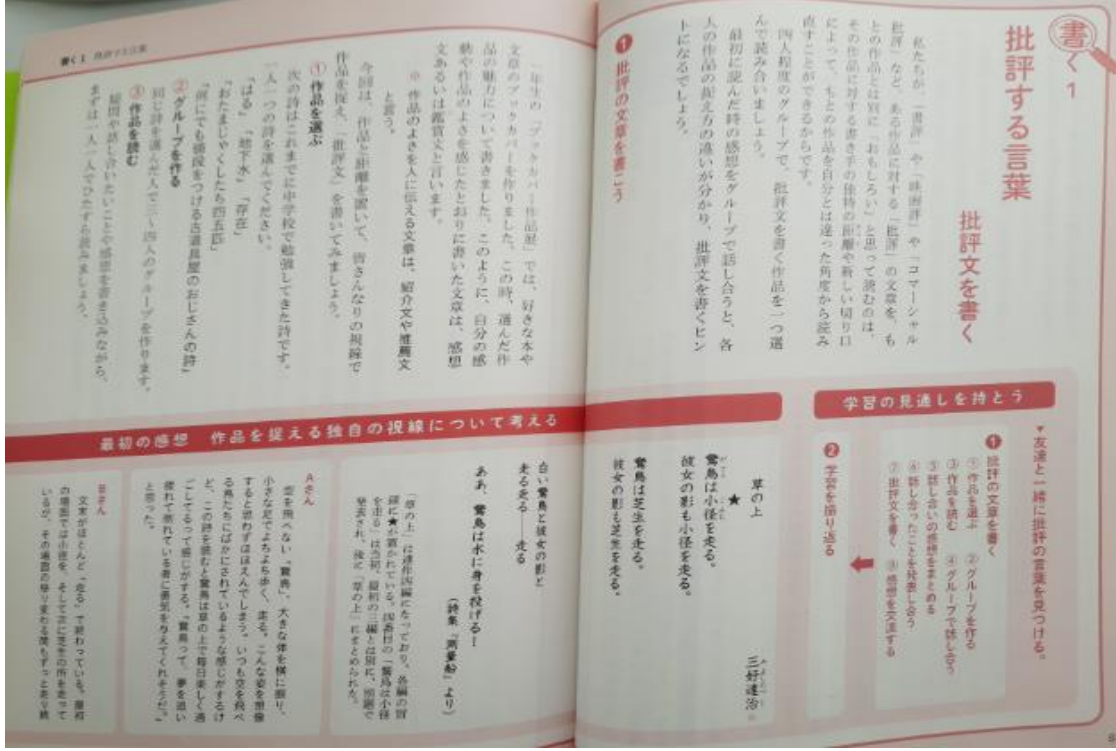 書く1
批評する言葉
批評文を書く
私たちが、「書評」や「映画評」や「コマーシャル
批評」など、ある作品に対する「批評」の文章を、も
との作品とは別に「おもしろい」と思って読むのは、
その作品に対する書き手の独特の距離や新しい切り口
によって、もとの作品を自分とは違った角度から読み
直すことができるからです。
四人程度のグループで、批評文を書く作品を一つ選
んで読み合いましょう。
最初に読んだ時の感想をグループで話し合うと、各
人の作品の捉え方の違いが分かり、批評文を書くヒン
トになるでしょう。
❶ 批評の文章を書こう
学習の見通しを持とう
▼友達と一緒に批評の言葉を見つける。
❶ 批評の文章を書く
① 作品を選ぶ ② グループを作る
③ 作品を読む ④ グループで話し合う
⑤ 話し合いの感想をまとめる
⑥ 話し合ったことを発表し合う
⑦ 批評文を書く ⑧ 感想を交流する
❷ 学習を振り返る
草の上
三好達治
みよしたつじ
★
鵞鳥は小径を走る。
彼女の影も小径を走る。
鵞鳥は芝生を走る。
彼女の影も芝生を走る。
書く1 批評する言葉
一年生の「ブックカバー作品展」では、好きな本や
文章のブックカバーを作りました。この時、選んだ作
品の魅力について書きました。このように、自分の感
動や作品のよさを感じたとおりに書いた文章は、感想
文あるいは鑑賞文と言います。
※ 作品のよさを人に伝える文章は、紹介文や推薦文
と言う。
今回は、作品と距離を置いて、皆さんなりの視線で
作品を捉え、「批評文」を書いてみましょう。
① 作品を選ぶ
次の詩はこれまでに中学校で勉強してきた詩です。
一人一つの詩を選んでください。
「はる」 「地下水」 「存在」
「おたまじゃくしたち四五匹」
「何にでも値段をつける古道具屋のおじさんの詩」
② グループを作る
同じ詩を選んだ人で三〜四人のグループを作ります。
③ 作品を読む
疑問や話し合いたいことや感想を書き込みながら、
まずは一人一人でひたすら読みましょう。
最初の感想 作品を捉える独自の視線について考える
白い鵞鳥と彼女の影と
走る走る――走る
ああ、鵞鳥は水に身を投げる！
(詩集『測量船』より)
「草の上」は連作四編になっており、各編の冒
頭に★が置かれている。四番目の「鵞鳥は小径
を走る」は当初、最初の三編とは別に、別題で
発表され、後に「草の上」にまとめられた。
Aさん
空を飛べない「鵞鳥」。大きな体を横に振り、
小さな足でよちよち歩く、走る。こんな姿を想像
すると思わずほほえんでしまう。いつも空を飛べ
る鳥たちにばかにされているような感じがするけ
ど、この詩を読むと鵞鳥は草の上で毎日楽しく過
ごしてるって感じがする。「鵞鳥」って、夢を追い
疲れて倒れている者に勇気を与えてくれそうだ。
と思った。
Bさん
文末がほとんど「走る」で終わっている。最初
の場面では小径を、そして次に芝生の所を走って
いるが、その場面の移り変わる間もずっと走り続